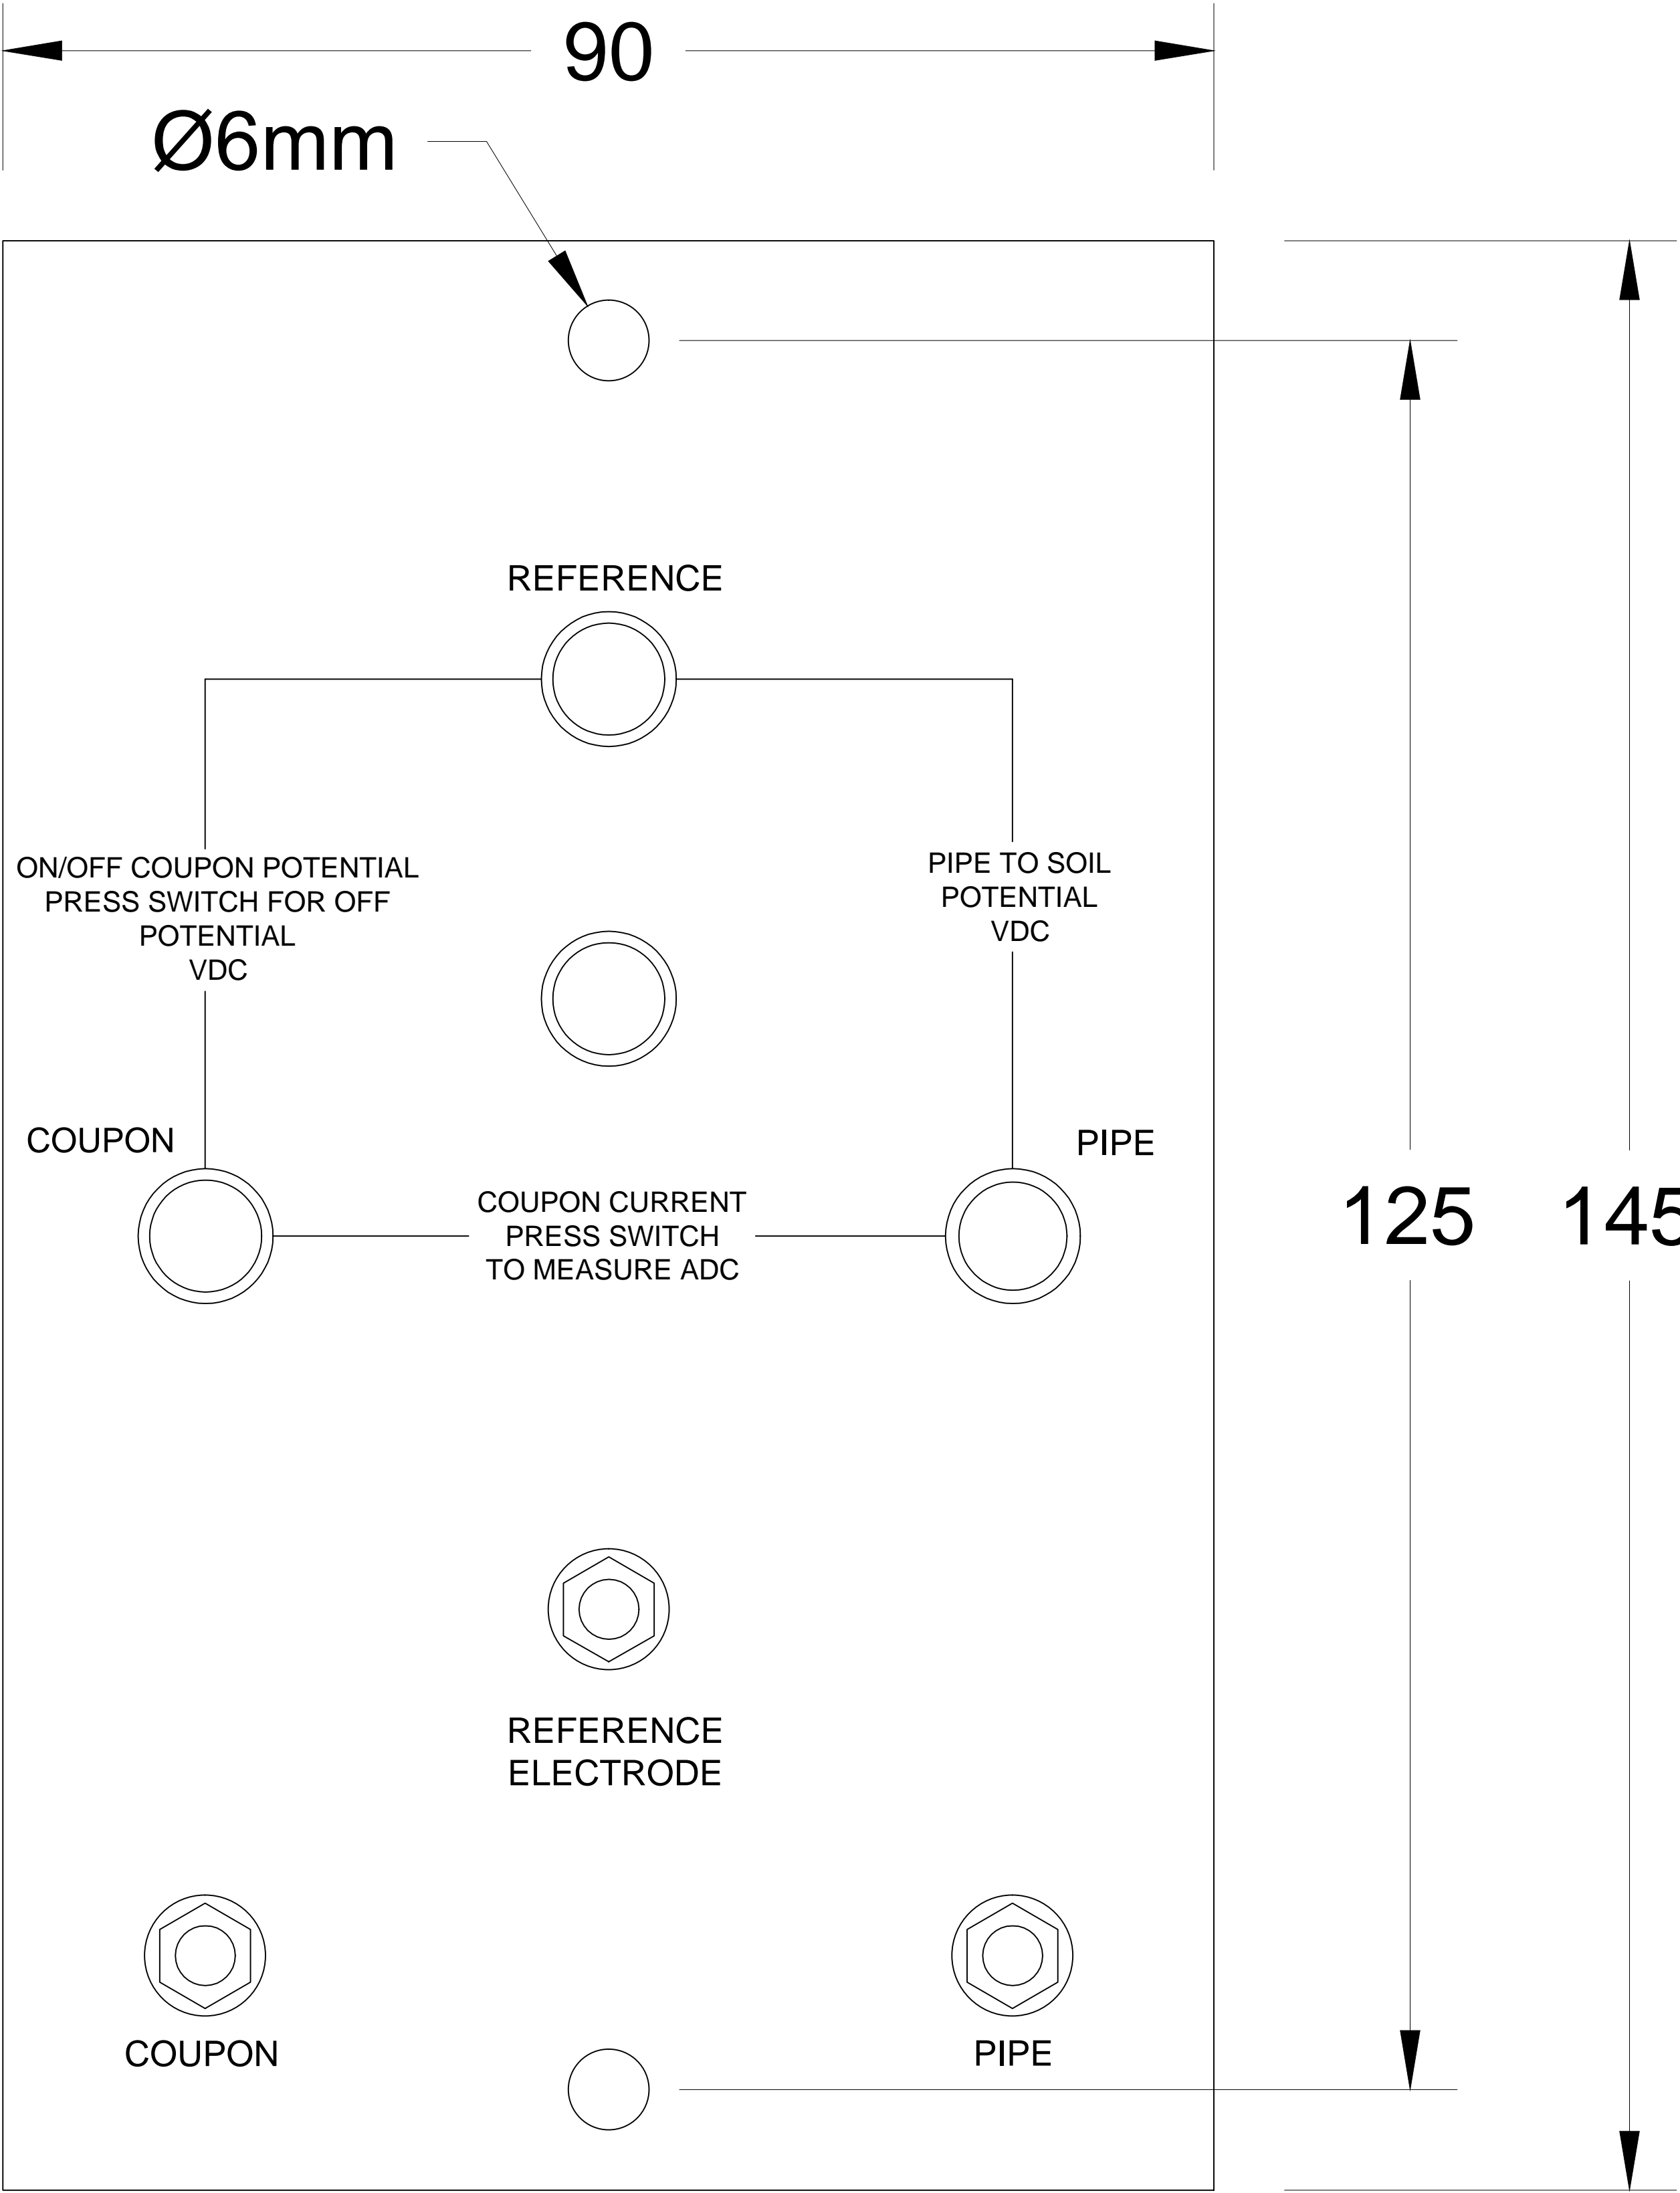 90
Ø6mm
REFERENCE
ON/OFF COUPON POTENTIAL
PRESS SWITCH FOR OFF
POTENTIAL
VDC
PIPE TO SOIL
POTENTIAL
VDC
COUPON
PIPE
COUPON CURRENT
PRESS SWITCH
TO MEASURE ADC
125
145
REFERENCE
ELECTRODE
COUPON
PIPE